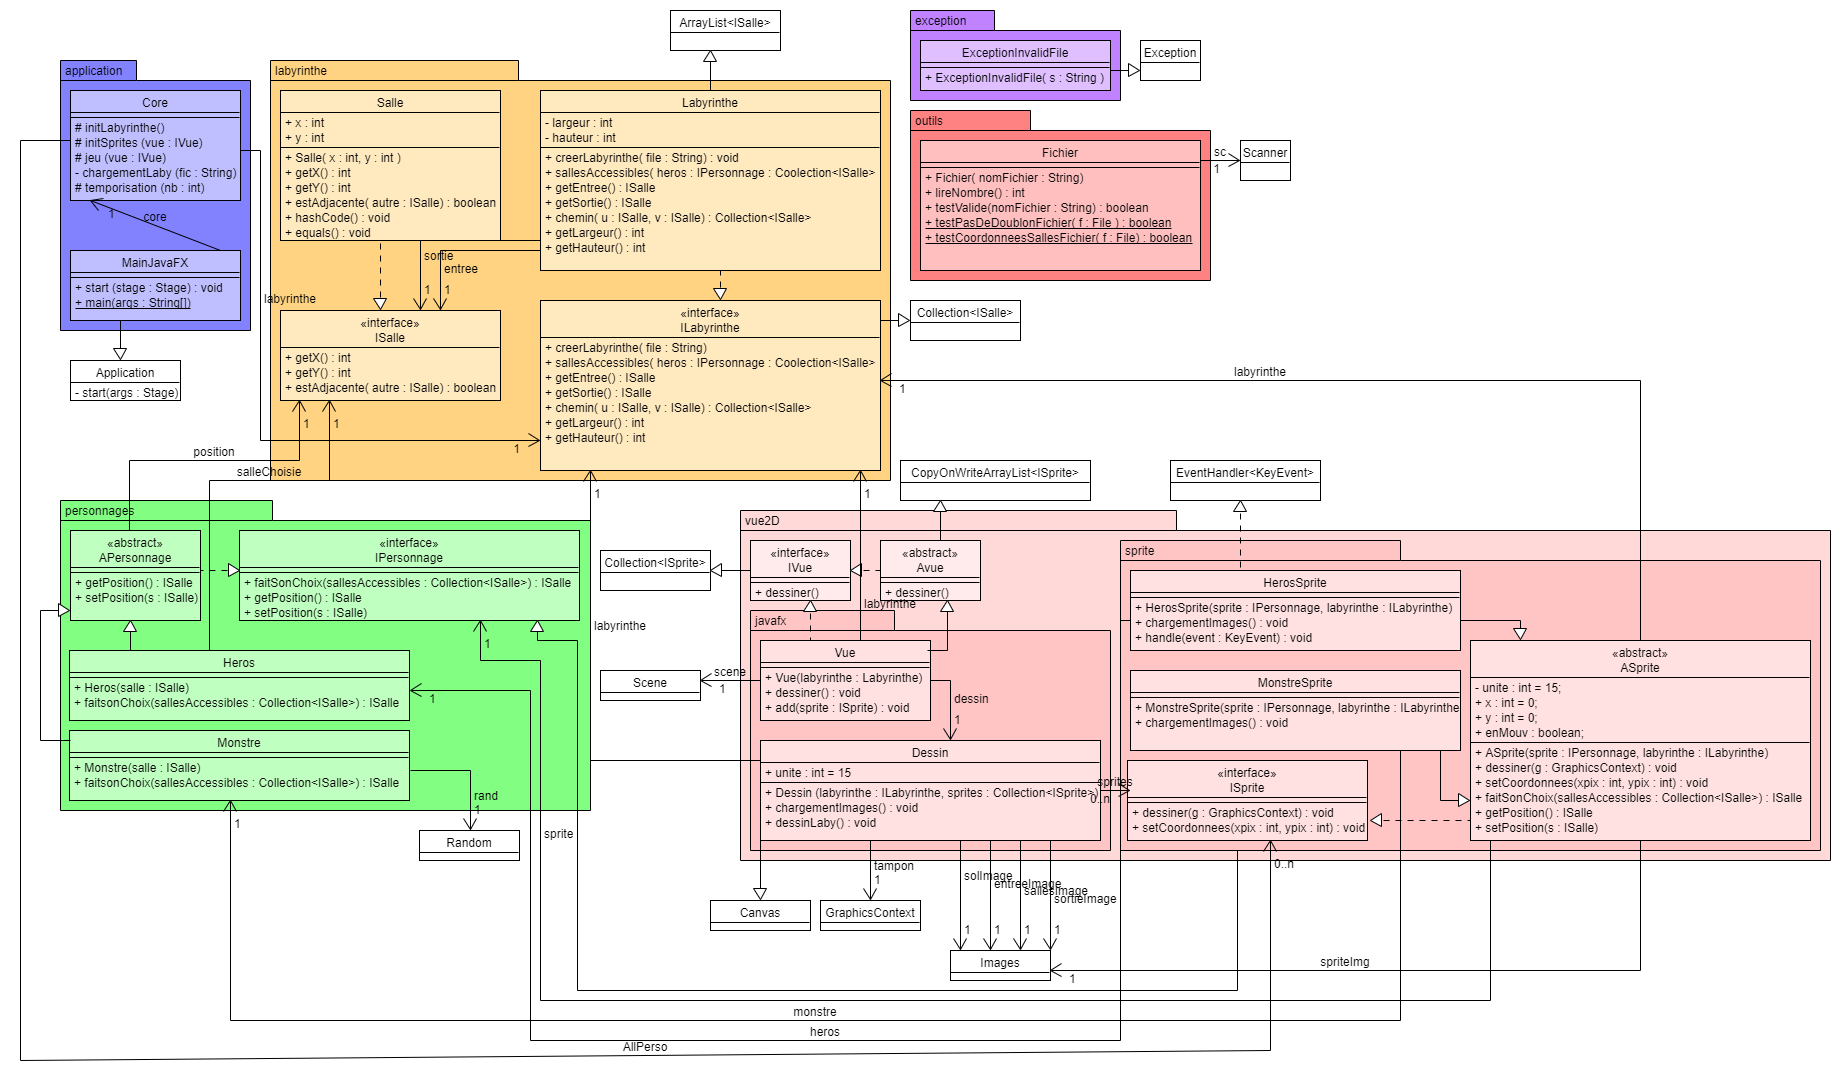 ArrayList<ISalle>
application
Core
# initLabyrinthe()
# initSprites (vue : IVue)
# jeu (vue : IVue)
- chargementLaby (fic : String)
# temporisation (nb : int)
1
core
MainJavaFX
+ start (stage : Stage) : void
+ main(args : String[])
Application
- start(args : Stage)
labyrinthe
Salle
+ x : int
+ y : int
+ Salle( x : int, y : int )
+ getX() : int
+ getY() : int
+ estAdjacente( autre : ISalle) : boolean
+ hashCode() : void
+ equals() : void
Labyrinthe
- largeur : int
- hauteur : int
+ creerLabyrinthe( file : String) : void
+ sallesAccessibles( heros : IPersonnage : Coolection<ISalle>
+ getEntree() : ISalle
+ getSortie() : ISalle
+ chemin( u : ISalle, v : ISalle) : Collection<ISalle>
+ getLargeur() : int
+ getHauteur() : int
sortie
entree
1
1
labyrinthe
«interface»
ISalle
+ getX() : int
+ getY() : int
+ estAdjacente( autre : ISalle) : boolean
«interface»
ILabyrinthe
+ creerLabyrinthe( file : String)
+ sallesAccessibles( heros : IPersonnage : Coolection<ISalle>
+ getEntree() : ISalle
+ getSortie() : ISalle
+ chemin( u : ISalle, v : ISalle) : Collection<ISalle>
+ getLargeur() : int
+ getHauteur() : int
1
1
1
position
salleChoisie
exception
ExceptionInvalidFile
+ ExceptionInvalidFile( s : String )
Exception
outils
Fichier
+ Fichier( nomFichier : String)
+ lireNombre() : int
+ testValide(nomFichier : String) : boolean
+ testPasDeDoublonFichier( f : File ) : boolean
+ testCoordonneesSallesFichier( f : File) : boolean
sc
1
Scanner
Collection<ISalle>
labyrinthe
1
1
1
personnages
«abstract»
APersonnage
+ getPosition() : ISalle
+ setPosition(s : ISalle)
«interface»
IPersonnage
+ faitSonChoix(sallesAccessibles : Collection<ISalle>) : ISalle
+ getPosition() : ISalle
+ setPosition(s : ISalle)
1
labyrinthe
Heros
+ Heros(salle : ISalle)
+ faitsonChoix(sallesAccessibles : Collection<ISalle>) : ISalle
1
Monstre
+ Monstre(salle : ISalle)
+ faitsonChoix(sallesAccessibles : Collection<ISalle>) : ISalle
1
rand
1
Random
sprite
CopyOnWriteArrayList<ISprite>
EventHandler<KeyEvent>
vue2D
Collection<ISprite>
«interface»
IVue
+ dessiner()
«abstract»
Avue
+ dessiner()
labyrinthe
javafx
Vue
+ Vue(labyrinthe : Labyrinthe)
+ dessiner() : void
+ add(sprite : ISprite) : void
scene
1
Scene
dessin
1
Dessin
+ unite : int = 15
+ Dessin (labyrinthe : ILabyrinthe, sprites : Collection<ISprite>)
+ chargementImages() : void
+ dessinLaby() : void
sprites
0..n
sprite
HerosSprite
+ HerosSprite(sprite : IPersonnage, labyrinthe : ILabyrinthe)
+ chargementImages() : void
+ handle(event : KeyEvent) : void
MonstreSprite
+ MonstreSprite(sprite : IPersonnage, labyrinthe : ILabyrinthe
+ chargementImages() : void
«interface»
ISprite
+ dessiner(g : GraphicsContext) : void
+ setCoordonnees(xpix : int, ypix : int) : void
0..n
«abstract»
ASprite
- unite : int = 15;
+ x : int = 0;
+ y : int = 0;
+ enMouv : boolean;
+ ASprite(sprite : IPersonnage, labyrinthe : ILabyrinthe)
+ dessiner(g : GraphicsContext) : void
+ setCoordonnees(xpix : int, ypix : int) : void
+ faitSonChoix(sallesAccessibles : Collection<ISalle>) : ISalle
+ getPosition() : ISalle
+ setPosition(s : ISalle)
tampon
1
Canvas
GraphicsContext
solImage
entreeImage
sallesImage
sortieImage
1
1
1
1
Images
1
spriteImg
monstre
heros
AllPerso